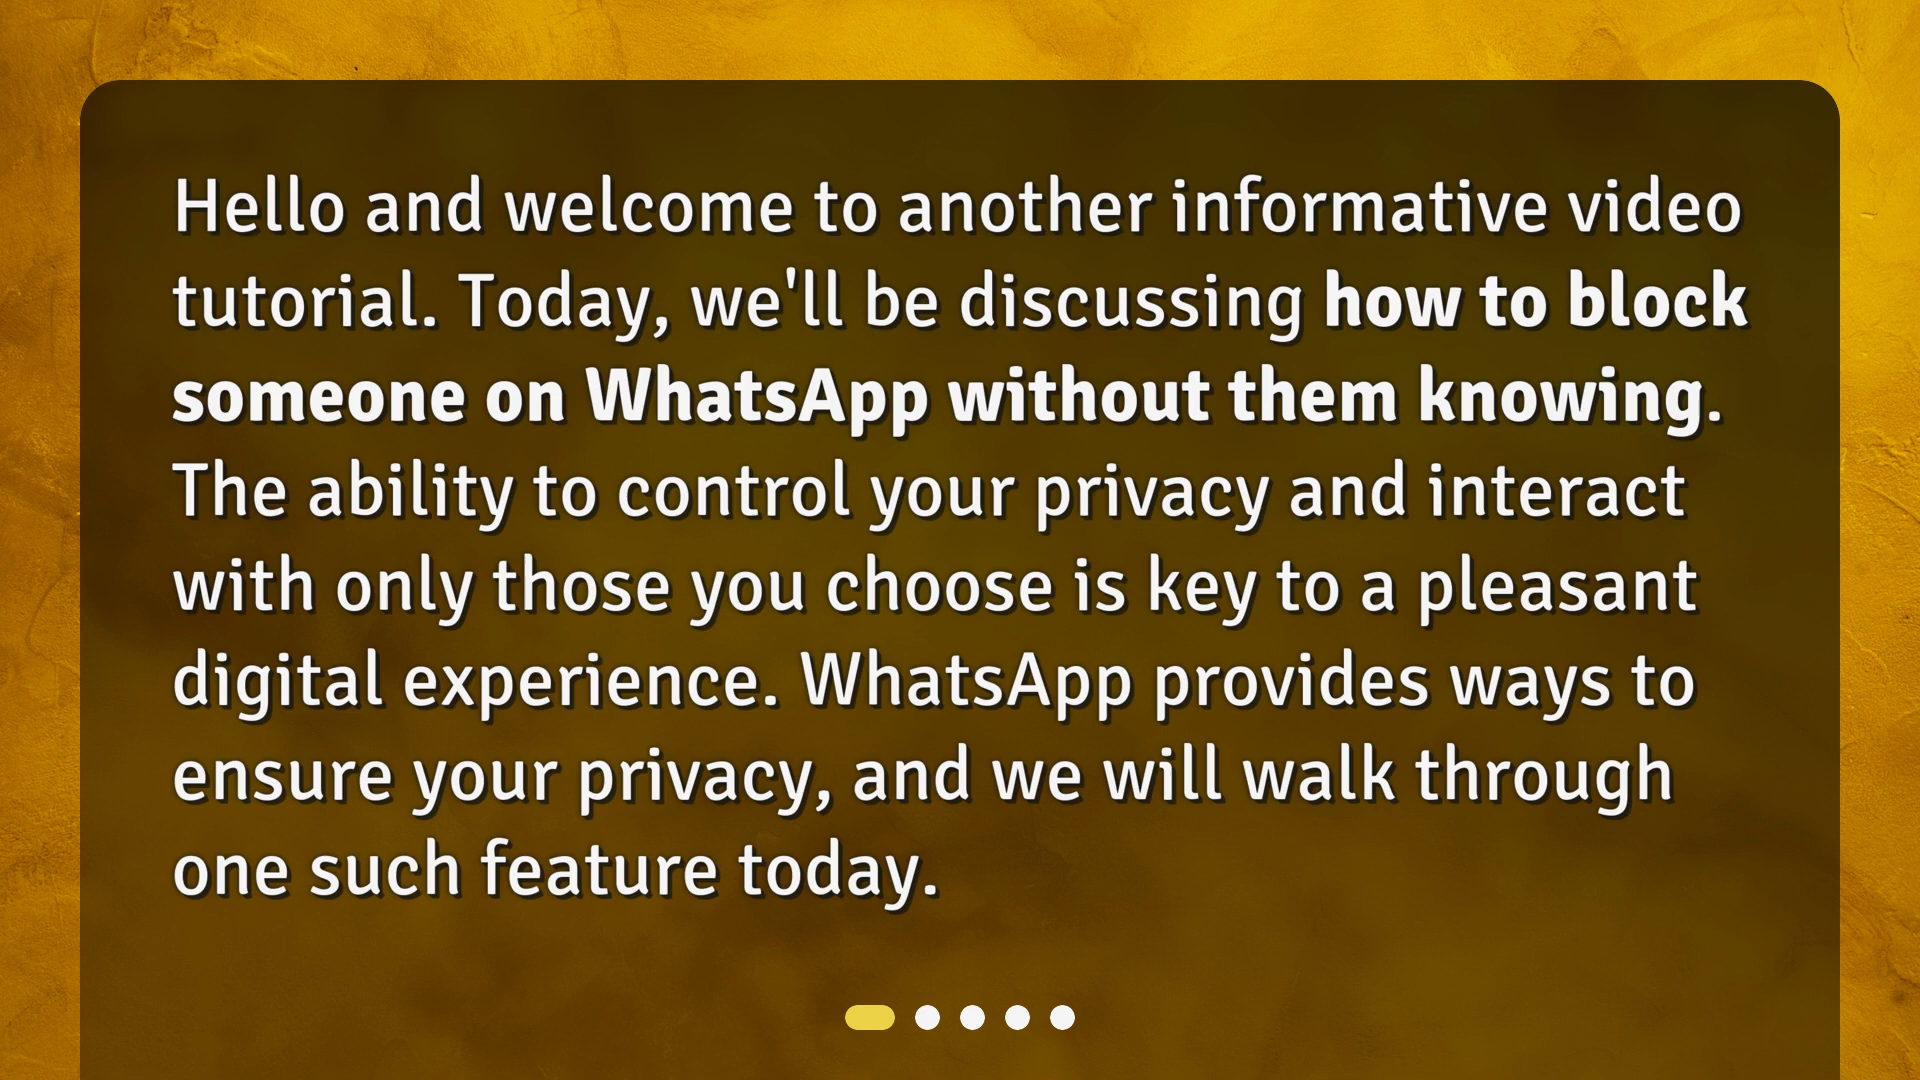 Hello and welcome to another informative video
tutorial. Today, we'll be discussing how to block
someone on WhatsApp without them knowing.
The ability to control your privacy and interact
with only those you choose is key to a pleasant
digital experience. WhatsApp provides ways to
ensure your privacy, and we will walk through
one such feature today.